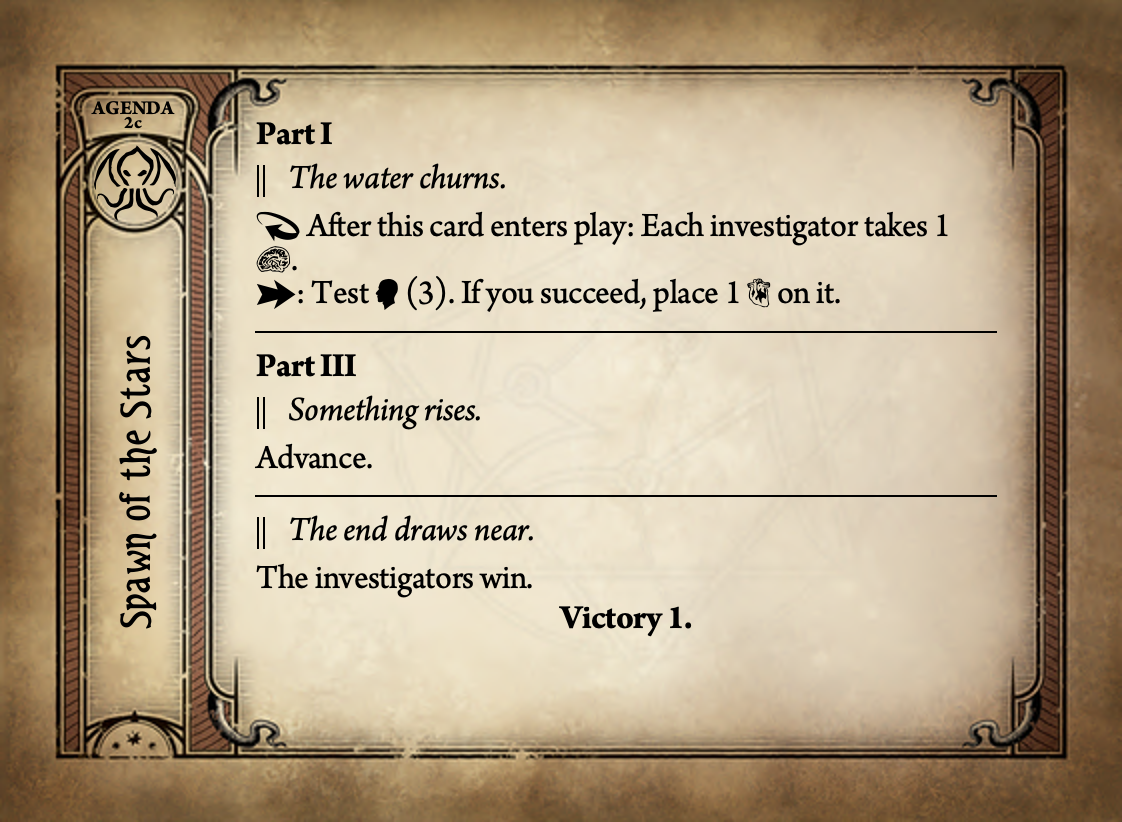 AGENDA
2c
Spawn of the Stars
Part I
The water churns.
After this card enters play: Each investigator takes 1
.
: Test (3). If you succeed, place 1 on it.
Part III
Something rises.
Advance.
The end draws near.
The investigators win.
Victory 1.